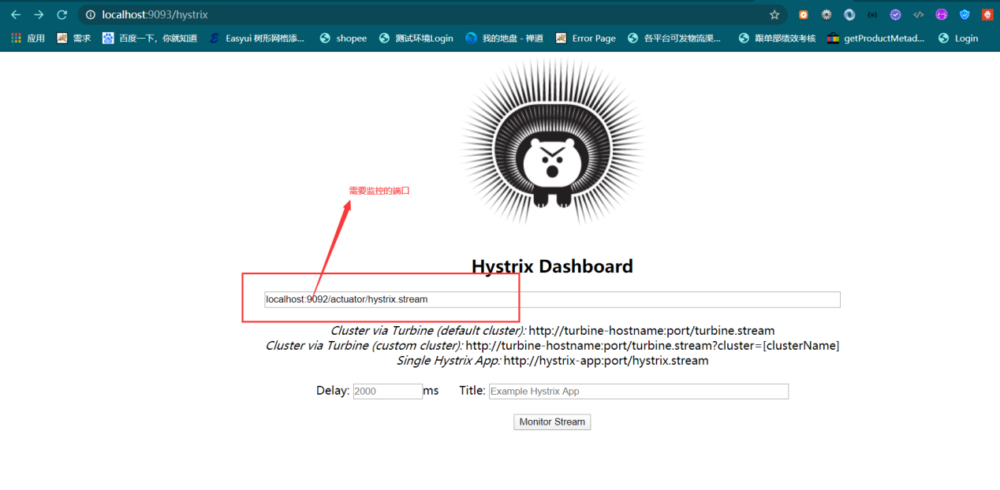 localhost:9093/hystrix
应用 需求 百度一下，你就知道 Easyui 树形网格添... shopee 测试环境Login 我的地盘 - 禅道 Error Page 各平台可发物流渠... 跟单部绩效考核 getProductMetad... Login
需要监控的端口
Hystrix Dashboard
localhost:9092/actuator/hystrix.stream
Cluster via Turbine (default cluster): http://turbine-hostname:port/turbine.stream
Cluster via Turbine (custom cluster): http://turbine-hostname:port/turbine.stream?cluster=[clusterName]
Single Hystrix App: http://hystrix-app:port/hystrix.stream
Delay: 2000 ms Title: Example Hystrix App
Monitor Stream